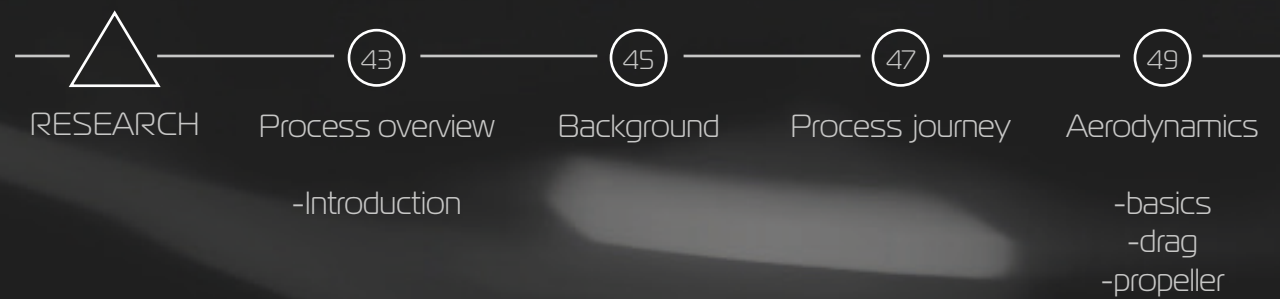 43 45 47 49
RESEARCH Process overview Background Process journey Aerodynamics
-Introduction -basics
-drag
-propeller